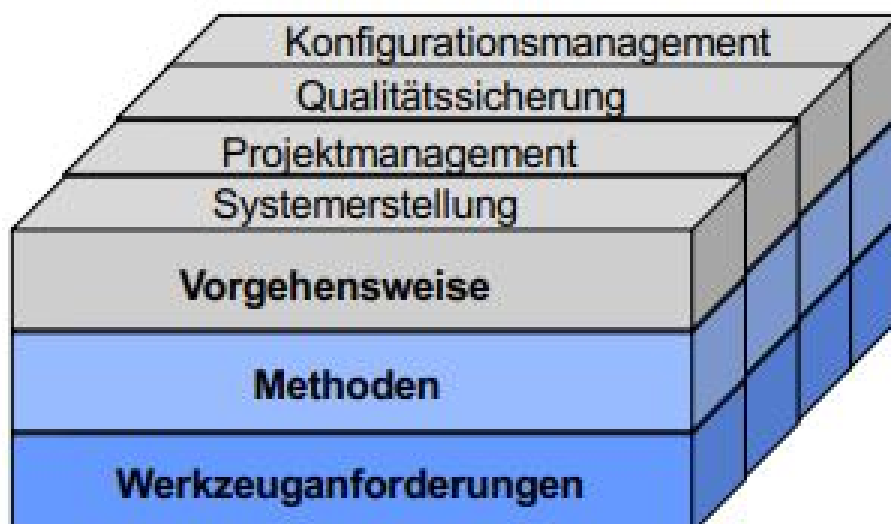 Konfigurationsmanagement
Qualitätssicherung
Projektmanagement
Systemerstellung
Vorgehensweise
Methoden
Werkzeuganforderungen